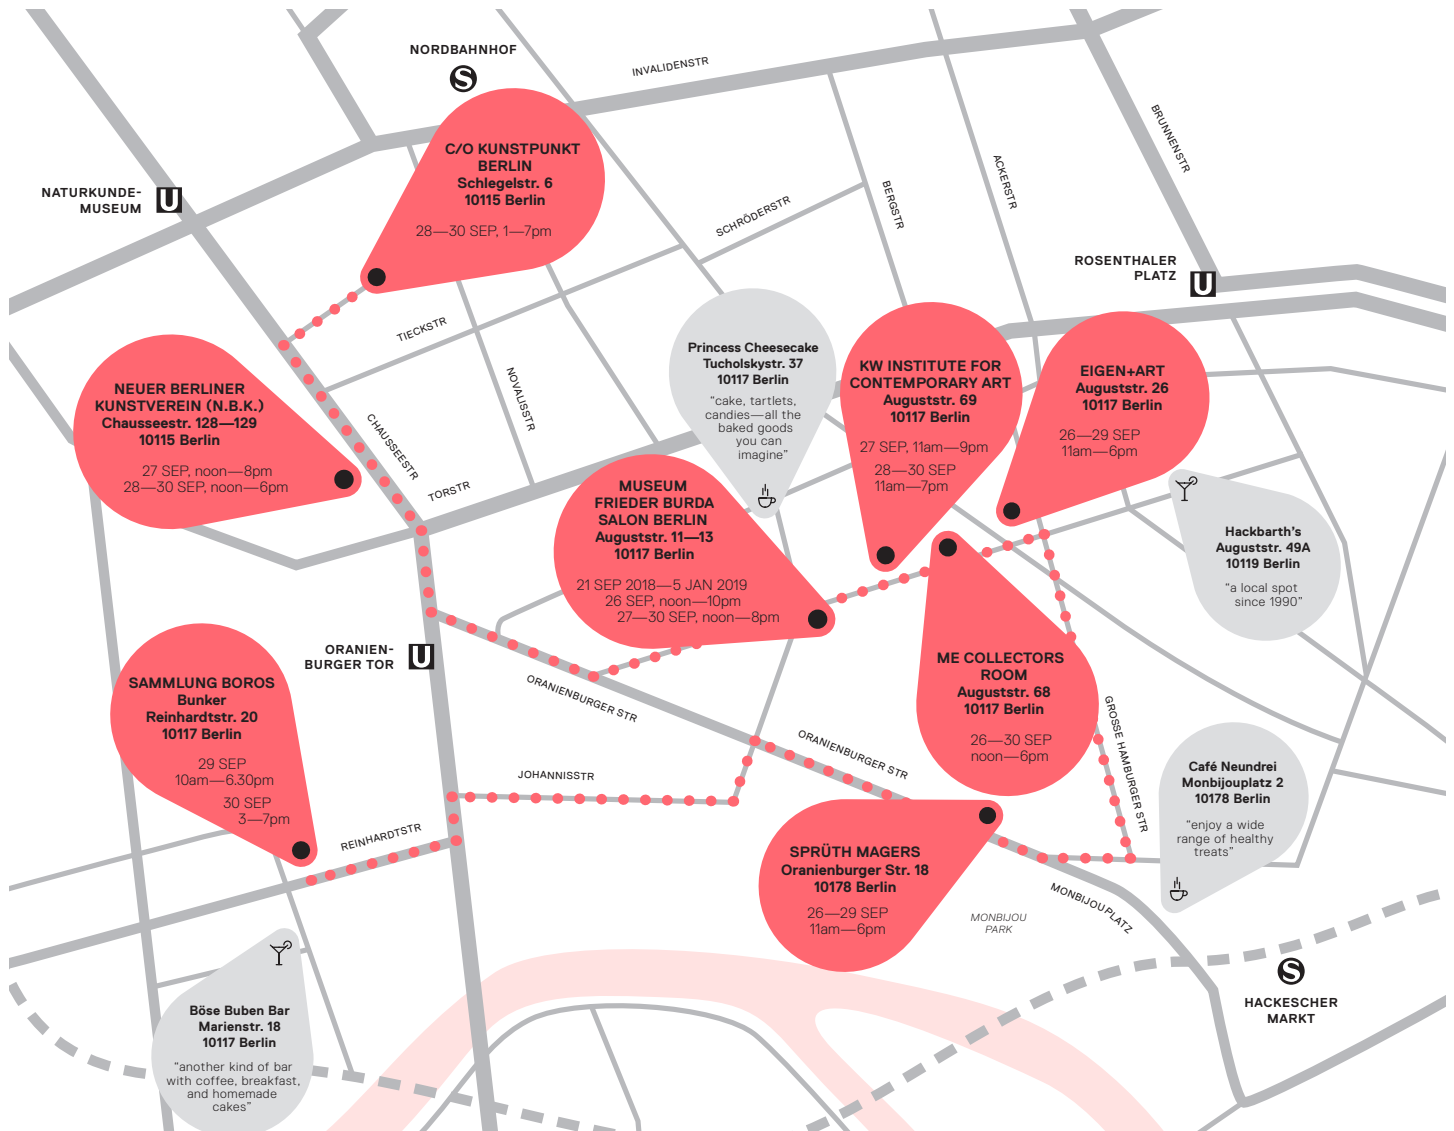 NORDBAHNHOF
S
INVALIDENSTR
BRUNNENSTR
C/O KUNSTPUNKT
BERLIN
Schlegelstr. 6
10115 Berlin
28—30 SEP, 1—7pm
NATURKUNDE-
MUSEUM
U
SCHRÖDERSTR
BERGSTR
ACKERSTR
ROSENTHALER
PLATZ
U
TIECKSTR
NOVALISSTR
CHAUSSEESTR
TORSTR
NEUER BERLINER
KUNSTVEREIN (N.B.K.)
Chausseestr. 128—129
10115 Berlin
27 SEP, noon—8pm
28—30 SEP, noon—6pm
Princess Cheesecake
Tucholskystr. 37
10117 Berlin
“cake, tartlets,
candies—all the
baked goods
you can
imagine”
KW INSTITUTE FOR
CONTEMPORARY ART
Auguststr. 69
10117 Berlin
27 SEP, 11am—9pm
28—30 SEP
11am—7pm
EIGEN+ART
Auguststr. 26
10117 Berlin
26—29 SEP
11am—6pm
MUSEUM
FRIEDER BURDA
SALON BERLIN
Auguststr. 11—13
10117 Berlin
21 SEP 2018—5 JAN 2019
26 SEP, noon—10pm
27—30 SEP, noon—8pm
Hackbarth’s
Auguststr. 49A
10119 Berlin
“a local spot
since 1990”
ORANIEN-
BURGER TOR
U
SAMMLUNG BOROS
Bunker
Reinhardtstr. 20
10117 Berlin
29 SEP
10am—6.30pm
30 SEP
3—7pm
ORANIENBURGER STR
ME COLLECTORS
ROOM
Auguststr. 68
10117 Berlin
26—30 SEP
noon—6pm
GROSSE HAMBURGER STR
ORANIENBURGER STR
JOHANNISSTR
REINHARDTSTR
Café Neundrei
Monbijouplatz 2
10178 Berlin
“enjoy a wide
range of healthy
treats”
SPRÜTH MAGERS
Oranienburger Str. 18
10178 Berlin
26—29 SEP
11am—6pm
MONBIJOUPLATZ
MONBIJOU
PARK
S
HACKESCHER
MARKT
Böse Buben Bar
Marienstr. 18
10117 Berlin
“another kind of bar
with coffee, breakfast,
and homemade
cakes”